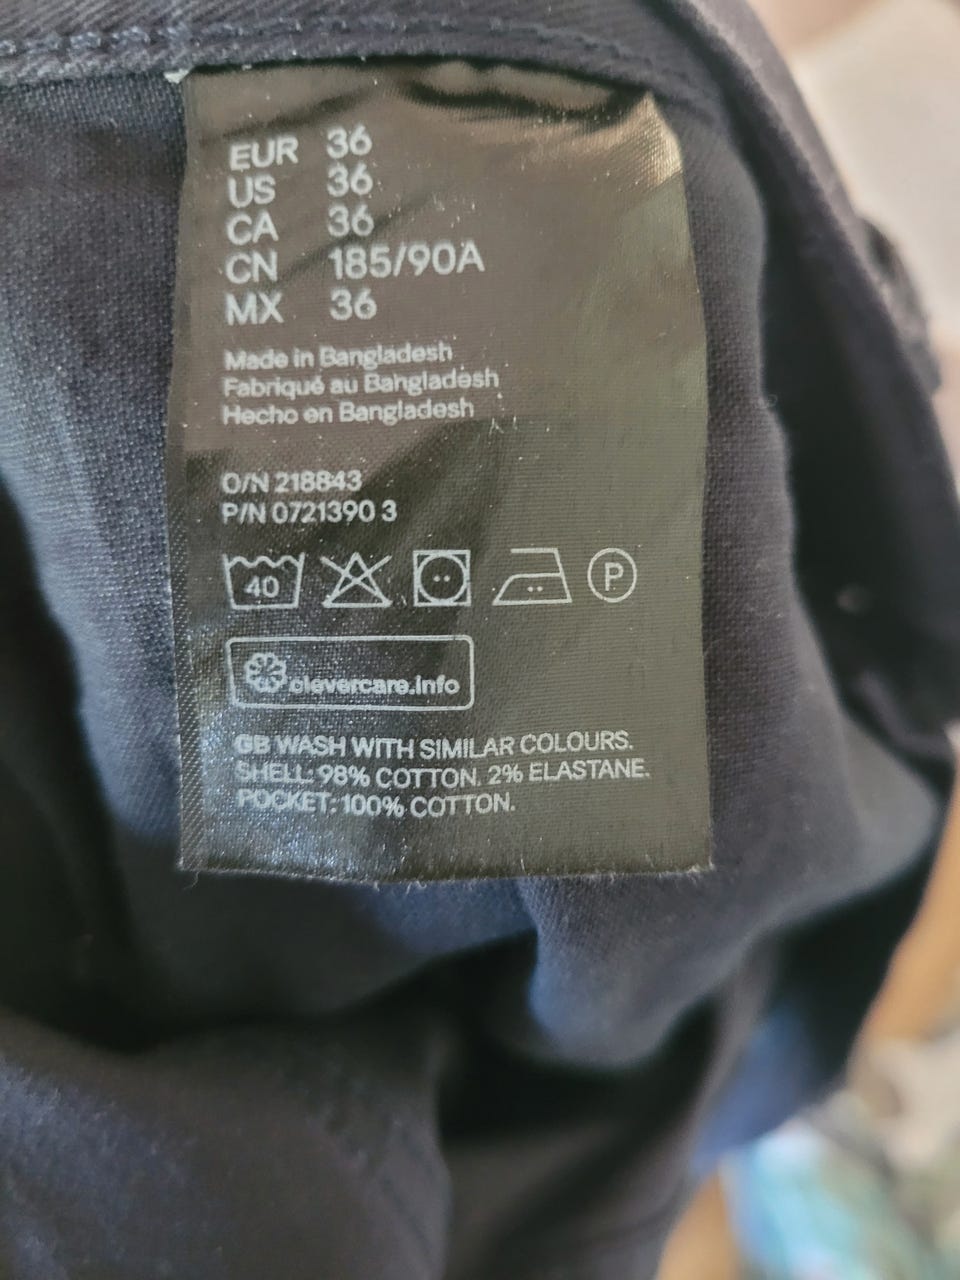 EUR 36
US 36
CA 36
CN 185/90A
MX 36
Made in Bangladesh
Fabriqué au Bangladesh
Hecho en Bangladesh
O/N 218843
P/N 0721390 3
40 P
clevercare.info
GB WASH WITH SIMILAR COLOURS.
SHELL: 98% COTTON. 2% ELASTANE.
POCKET: 100% COTTON.